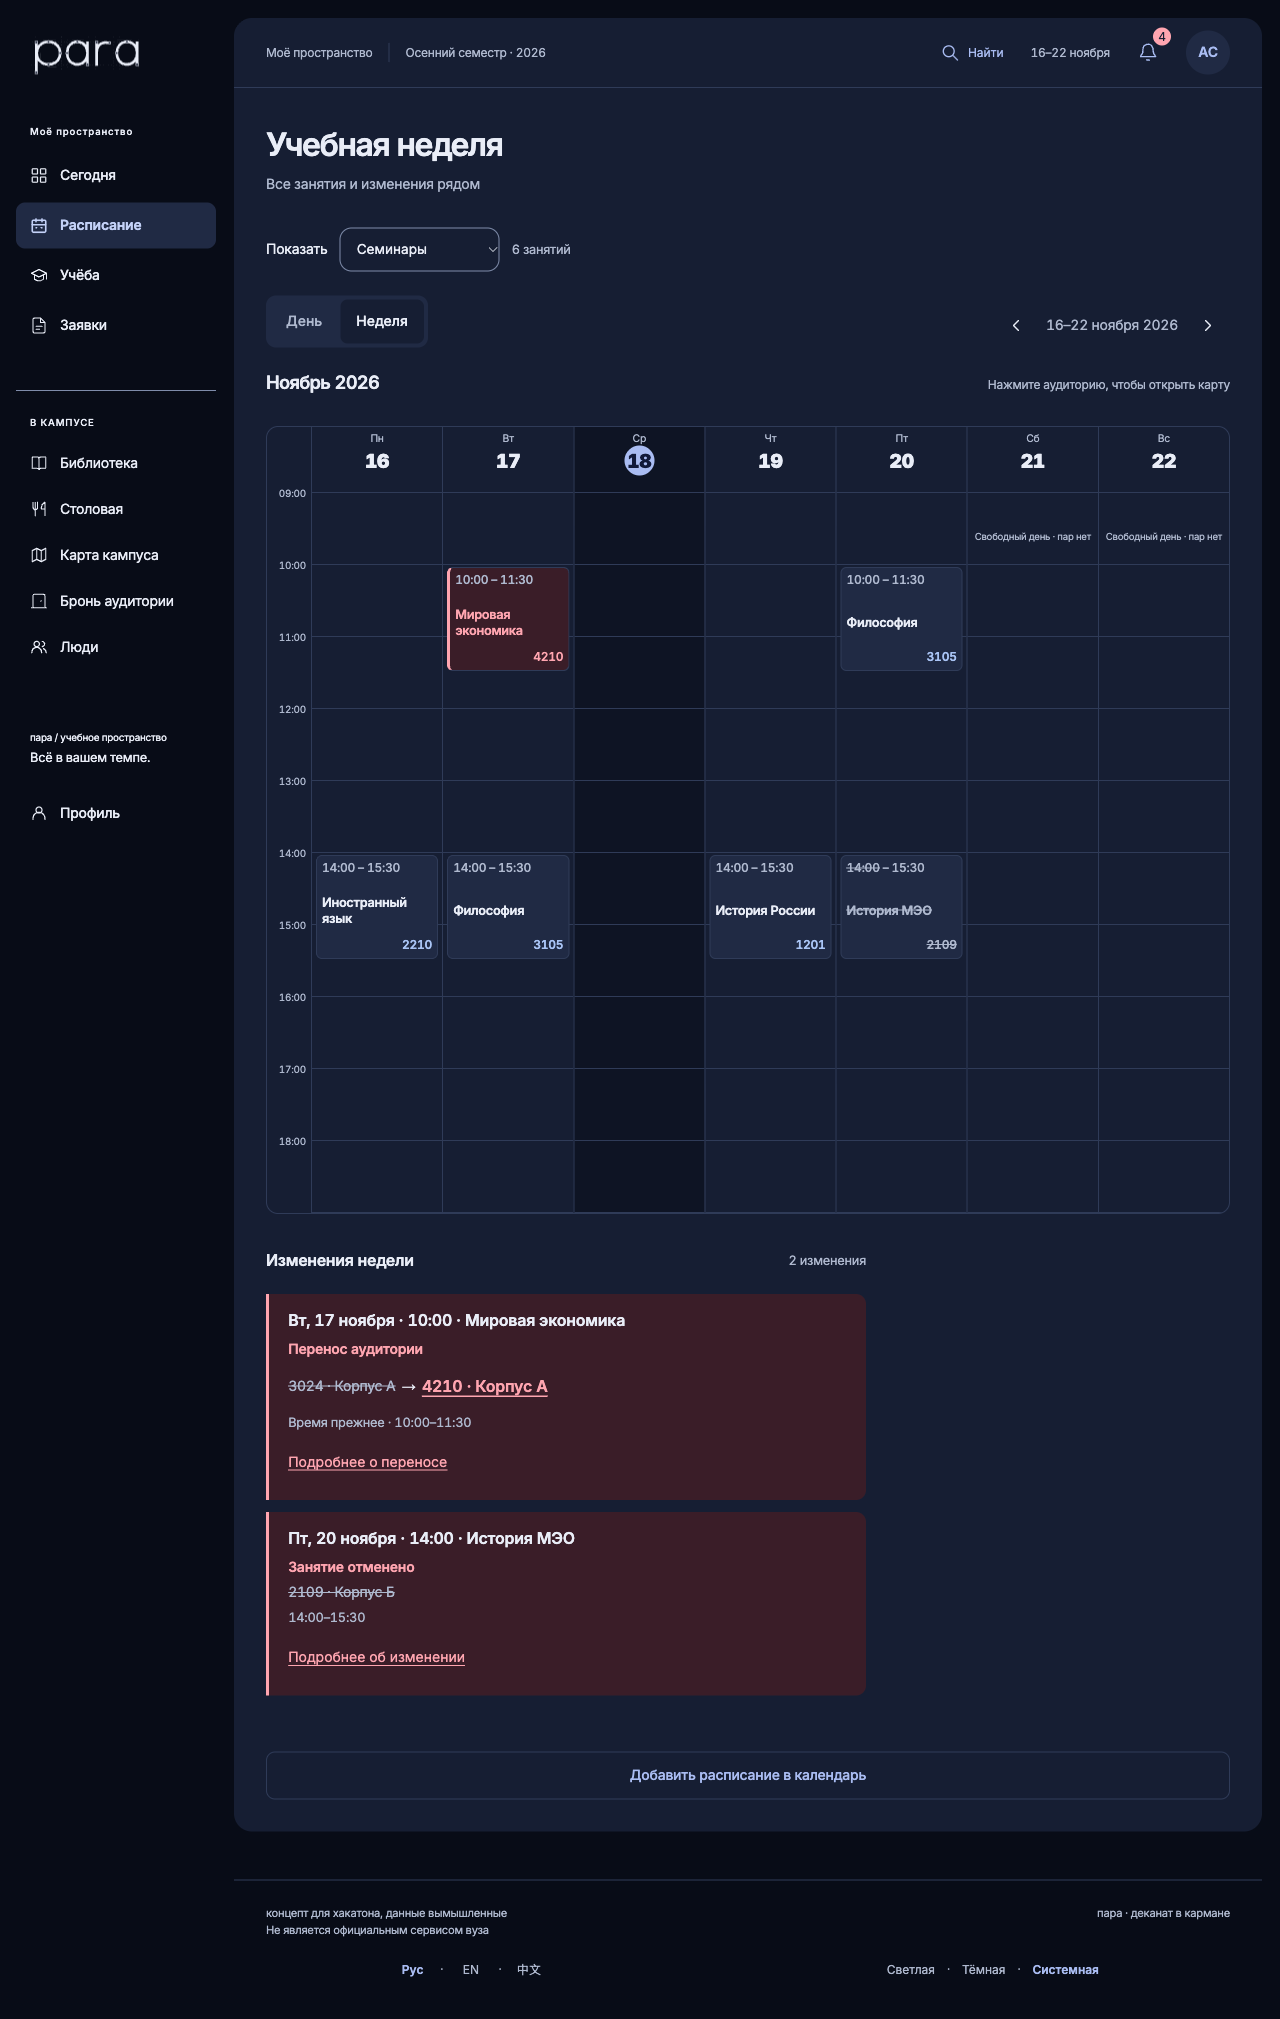 para
Моё пространство
Сегодня
Расписание
Учёба
Заявки
В КАМПУСЕ
Библиотека
Столовая
Карта кампуса
Бронь аудитории
Люди
пара / учебное пространство
Всё в вашем темпе.
Профиль
Моё пространство
Осенний семестр · 2026
Найти
16–22 ноября
4
АС
Учебная неделя
Все занятия и изменения рядом
Показать
Семинары
6 занятий
День
Неделя
16–22 ноября 2026
Ноябрь 2026
Нажмите аудиторию, чтобы открыть карту
Пн
16
Вт
17
Ср
18
Чт
19
Пт
20
Сб
21
Вс
22
09:00
Свободный день · пар нет
Свободный день · пар нет
10:00
10:00 – 11:30
Мировая
экономика
4210
10:00 – 11:30
Философия
3105
11:00
12:00
13:00
14:00
14:00 – 15:30
Иностранный
язык
2210
14:00 – 15:30
Философия
3105
14:00 – 15:30
История России
1201
14:00 – 15:30
История МЭО
2109
15:00
16:00
17:00
18:00
Изменения недели
2 изменения
Вт, 17 ноября · 10:00 · Мировая экономика
Перенос аудитории
3024 · Корпус А → 4210 · Корпус А
Время прежнее · 10:00–11:30
Подробнее о переносе
Пт, 20 ноября · 14:00 · История МЭО
Занятие отменено
2109 · Корпус Б
14:00–15:30
Подробнее об изменении
Добавить расписание в календарь
концепт для хакатона, данные вымышленные
Не является официальным сервисом вуза
пара · деканат в кармане
Рус · EN · 中文
Светлая · Тёмная · Системная